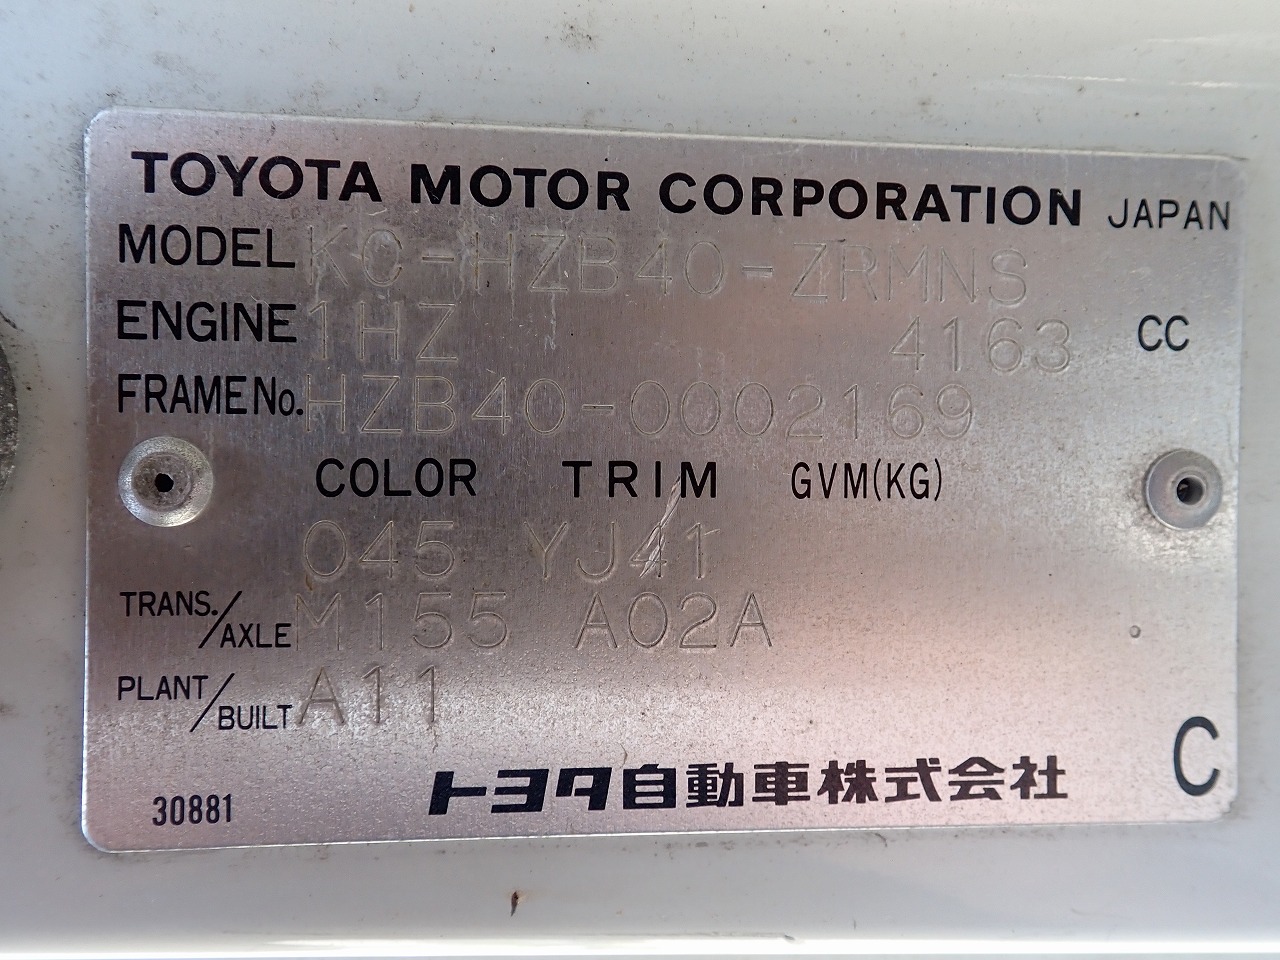 TOYOTA MOTOR CORPORATION JAPAN
MODEL KC-HZB40-ZRMNS
ENGINE 1HZ 4163 CC
FRAME No. HZB40-0002169
COLOR TRIM GVM(KG)
045 YJ41
TRANS./AXLE M155 A02A
PLANT/BUILT A11
C
30881 トヨタ自動車株式会社